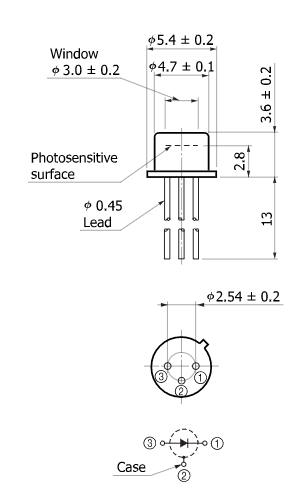 φ5.4 ± 0.2
Window
φ3.0 ± 0.2
φ4.7 ± 0.1
3.6 ± 0.2
Photosensitive
surface
2.8
φ 0.45
Lead
13
φ2.54 ± 0.2
③
①
②
③
①
Case
②